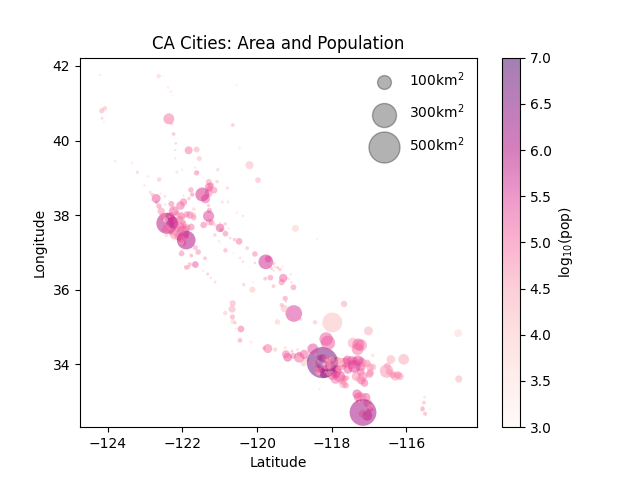 CA Cities: Area and Population
42
40
38
36
34
Longitude
−124
−122
−120
−118
−116
Latitude
100km²
300km²
500km²
7.0
6.5
6.0
5.5
5.0
4.5
4.0
3.5
3.0
log₁₀(pop)